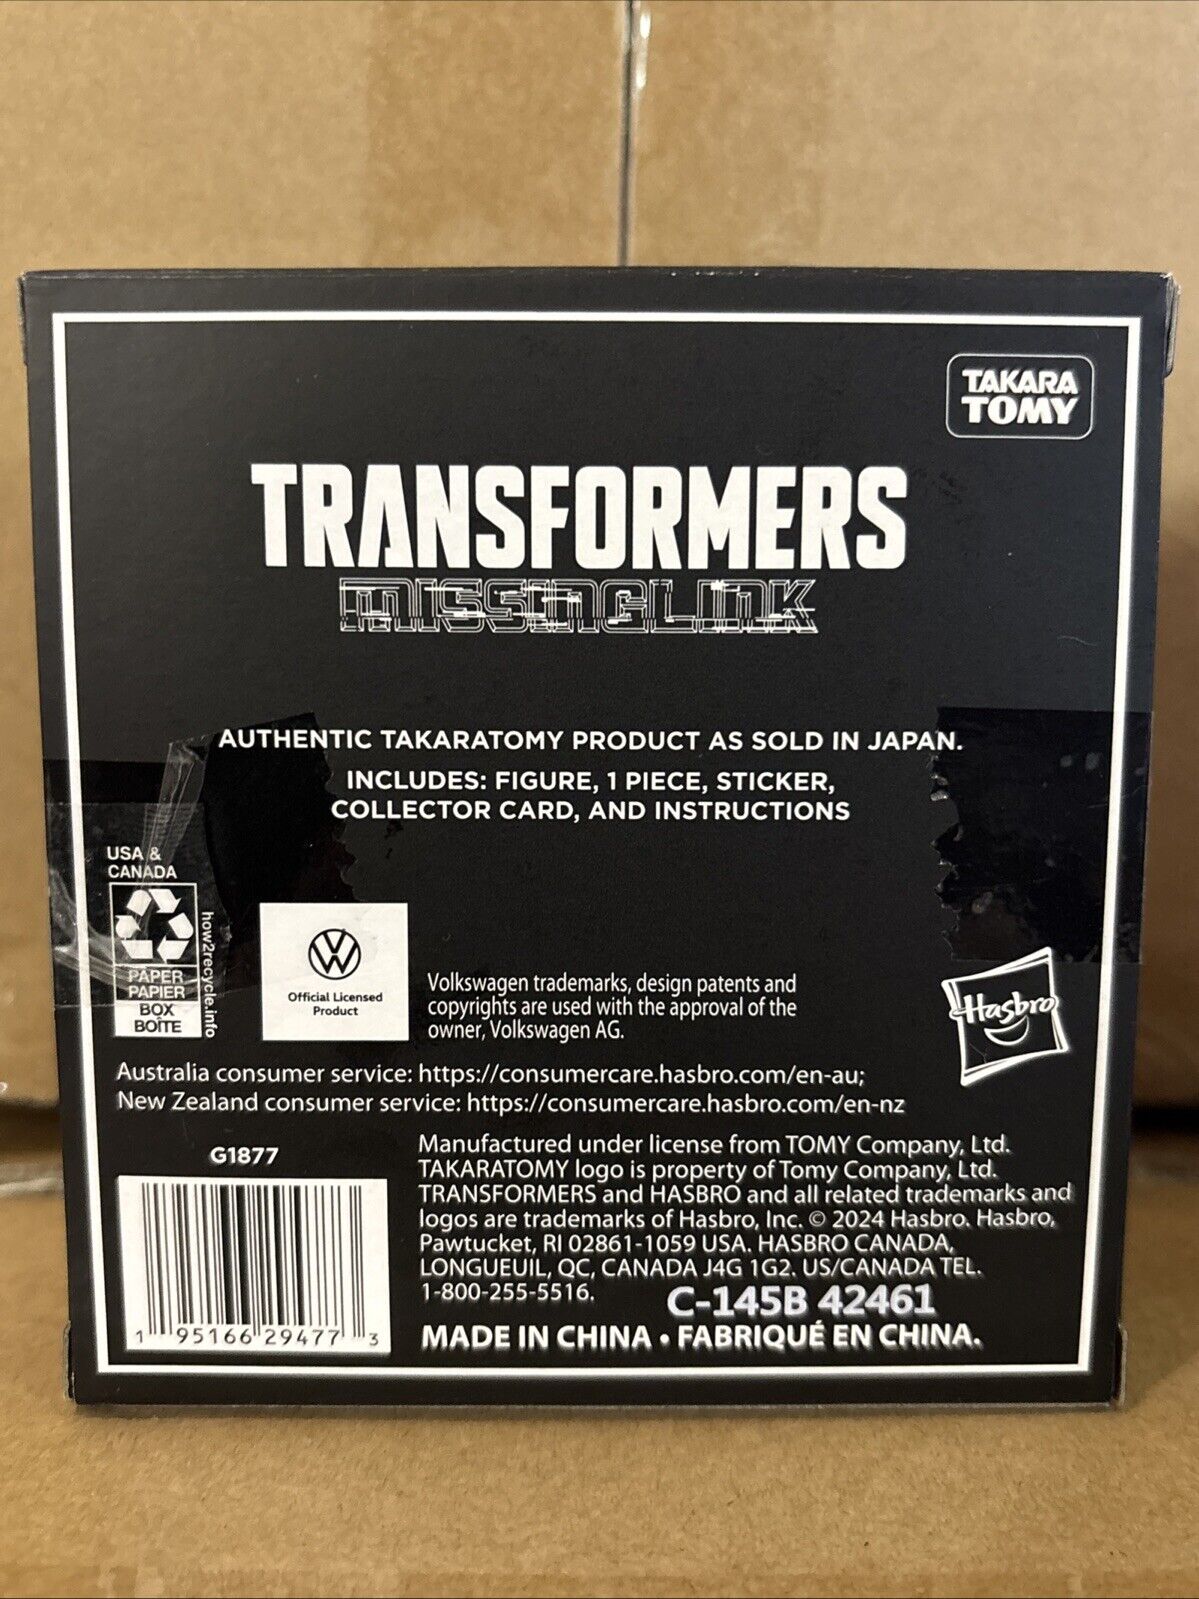 TAKARA
TOMY
TRANSFORMERS
MISSING LINK
AUTHENTIC TAKARATOMY PRODUCT AS SOLD IN JAPAN.
INCLUDES: FIGURE, 1 PIECE, STICKER,
COLLECTOR CARD, AND INSTRUCTIONS
USA &
CANADA
PAPER
PAPIER
BOX
BOÎTE
how2recycle.info
Official Licensed
Product
Volkswagen trademarks, design patents and
copyrights are used with the approval of the
owner, Volkswagen AG.
Hasbro
Australia consumer service: https://consumercare.hasbro.com/en-au;
New Zealand consumer service: https://consumercare.hasbro.com/en-nz
G1877
1 95166 29477 3
Manufactured under license from TOMY Company, Ltd.
TAKARATOMY logo is property of Tomy Company, Ltd.
TRANSFORMERS and HASBRO and all related trademarks and
logos are trademarks of Hasbro, Inc. © 2024 Hasbro. Hasbro,
Pawtucket, RI 02861-1059 USA. HASBRO CANADA,
LONGUEUIL, QC, CANADA J4G 1G2. US/CANADA TEL.
1-800-255-5516.
C-145B 42461
MADE IN CHINA • FABRIQUÉ EN CHINA.